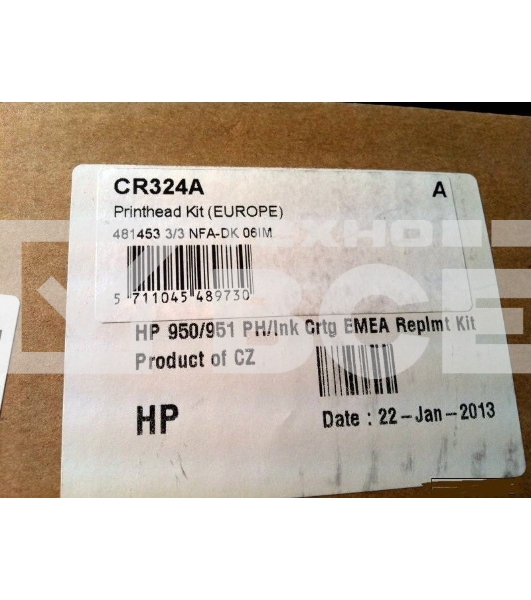 CR324A A
Printhead Kit (EUROPE)
481453 3/3 NFA-DK 06IM
5 711045 489730
HP 950/951 PH/Ink Crtg EMEA Replmt Kit
Product of CZ
HP
Date : 22-Jan-2013